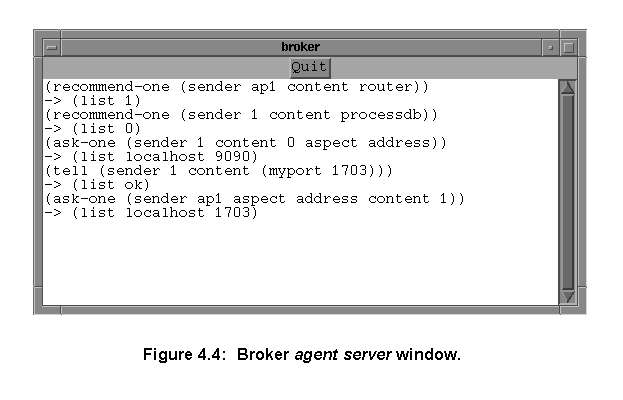 broker
Quit
(recommend-one (sender ap1 content router))
-> (list 1)
(recommend-one (sender 1 content processdb))
-> (list 0)
(ask-one (sender 1 content 0 aspect address))
-> (list localhost 9090)
(tell (sender 1 content (myport 1703)))
-> (list ok)
(ask-one (sender ap1 aspect address content 1))
-> (list localhost 1703)
Figure 4.4: Broker agent server window.